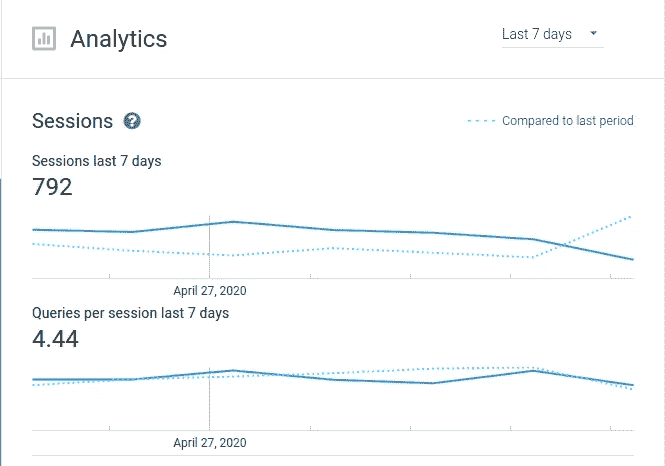 Analytics
Last 7 days
Sessions ?
Compared to last period
Sessions last 7 days
792
April 27, 2020
Queries per session last 7 days
4.44
April 27, 2020